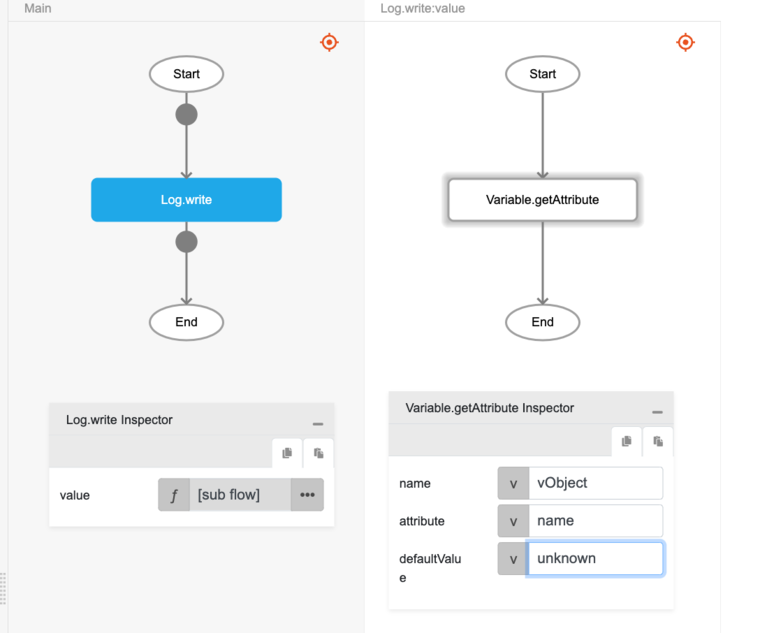 Main
Log.write:value
Start
Start
Log.write
Variable.getAttribute
End
End
Log.write Inspector
value
ƒ
[sub flow]
•••
Variable.getAttribute Inspector
name
v
vObject
attribute
v
name
defaultValu
e
v
unknown